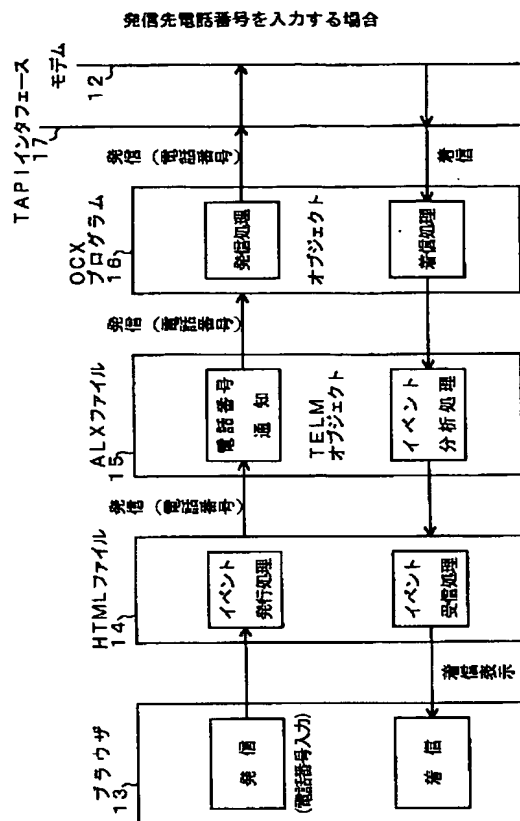 発信先電話番号を入力する場合
ブラウザ
13
発信
(電話番号入力)
着信
HTMLファイル
14
イベント
発行処理
イベント
受信処理
着信表示
発信(電話番号)
ALXファイル
15
電話番号
通知
TELM
オブジェクト
イベント
分析処理
発信(電話番号)
OCX
プログラム
16
発信処理
オブジェクト
着信処理
発信(電話番号)
着信
TAPIインタフェース
17
モデム
12